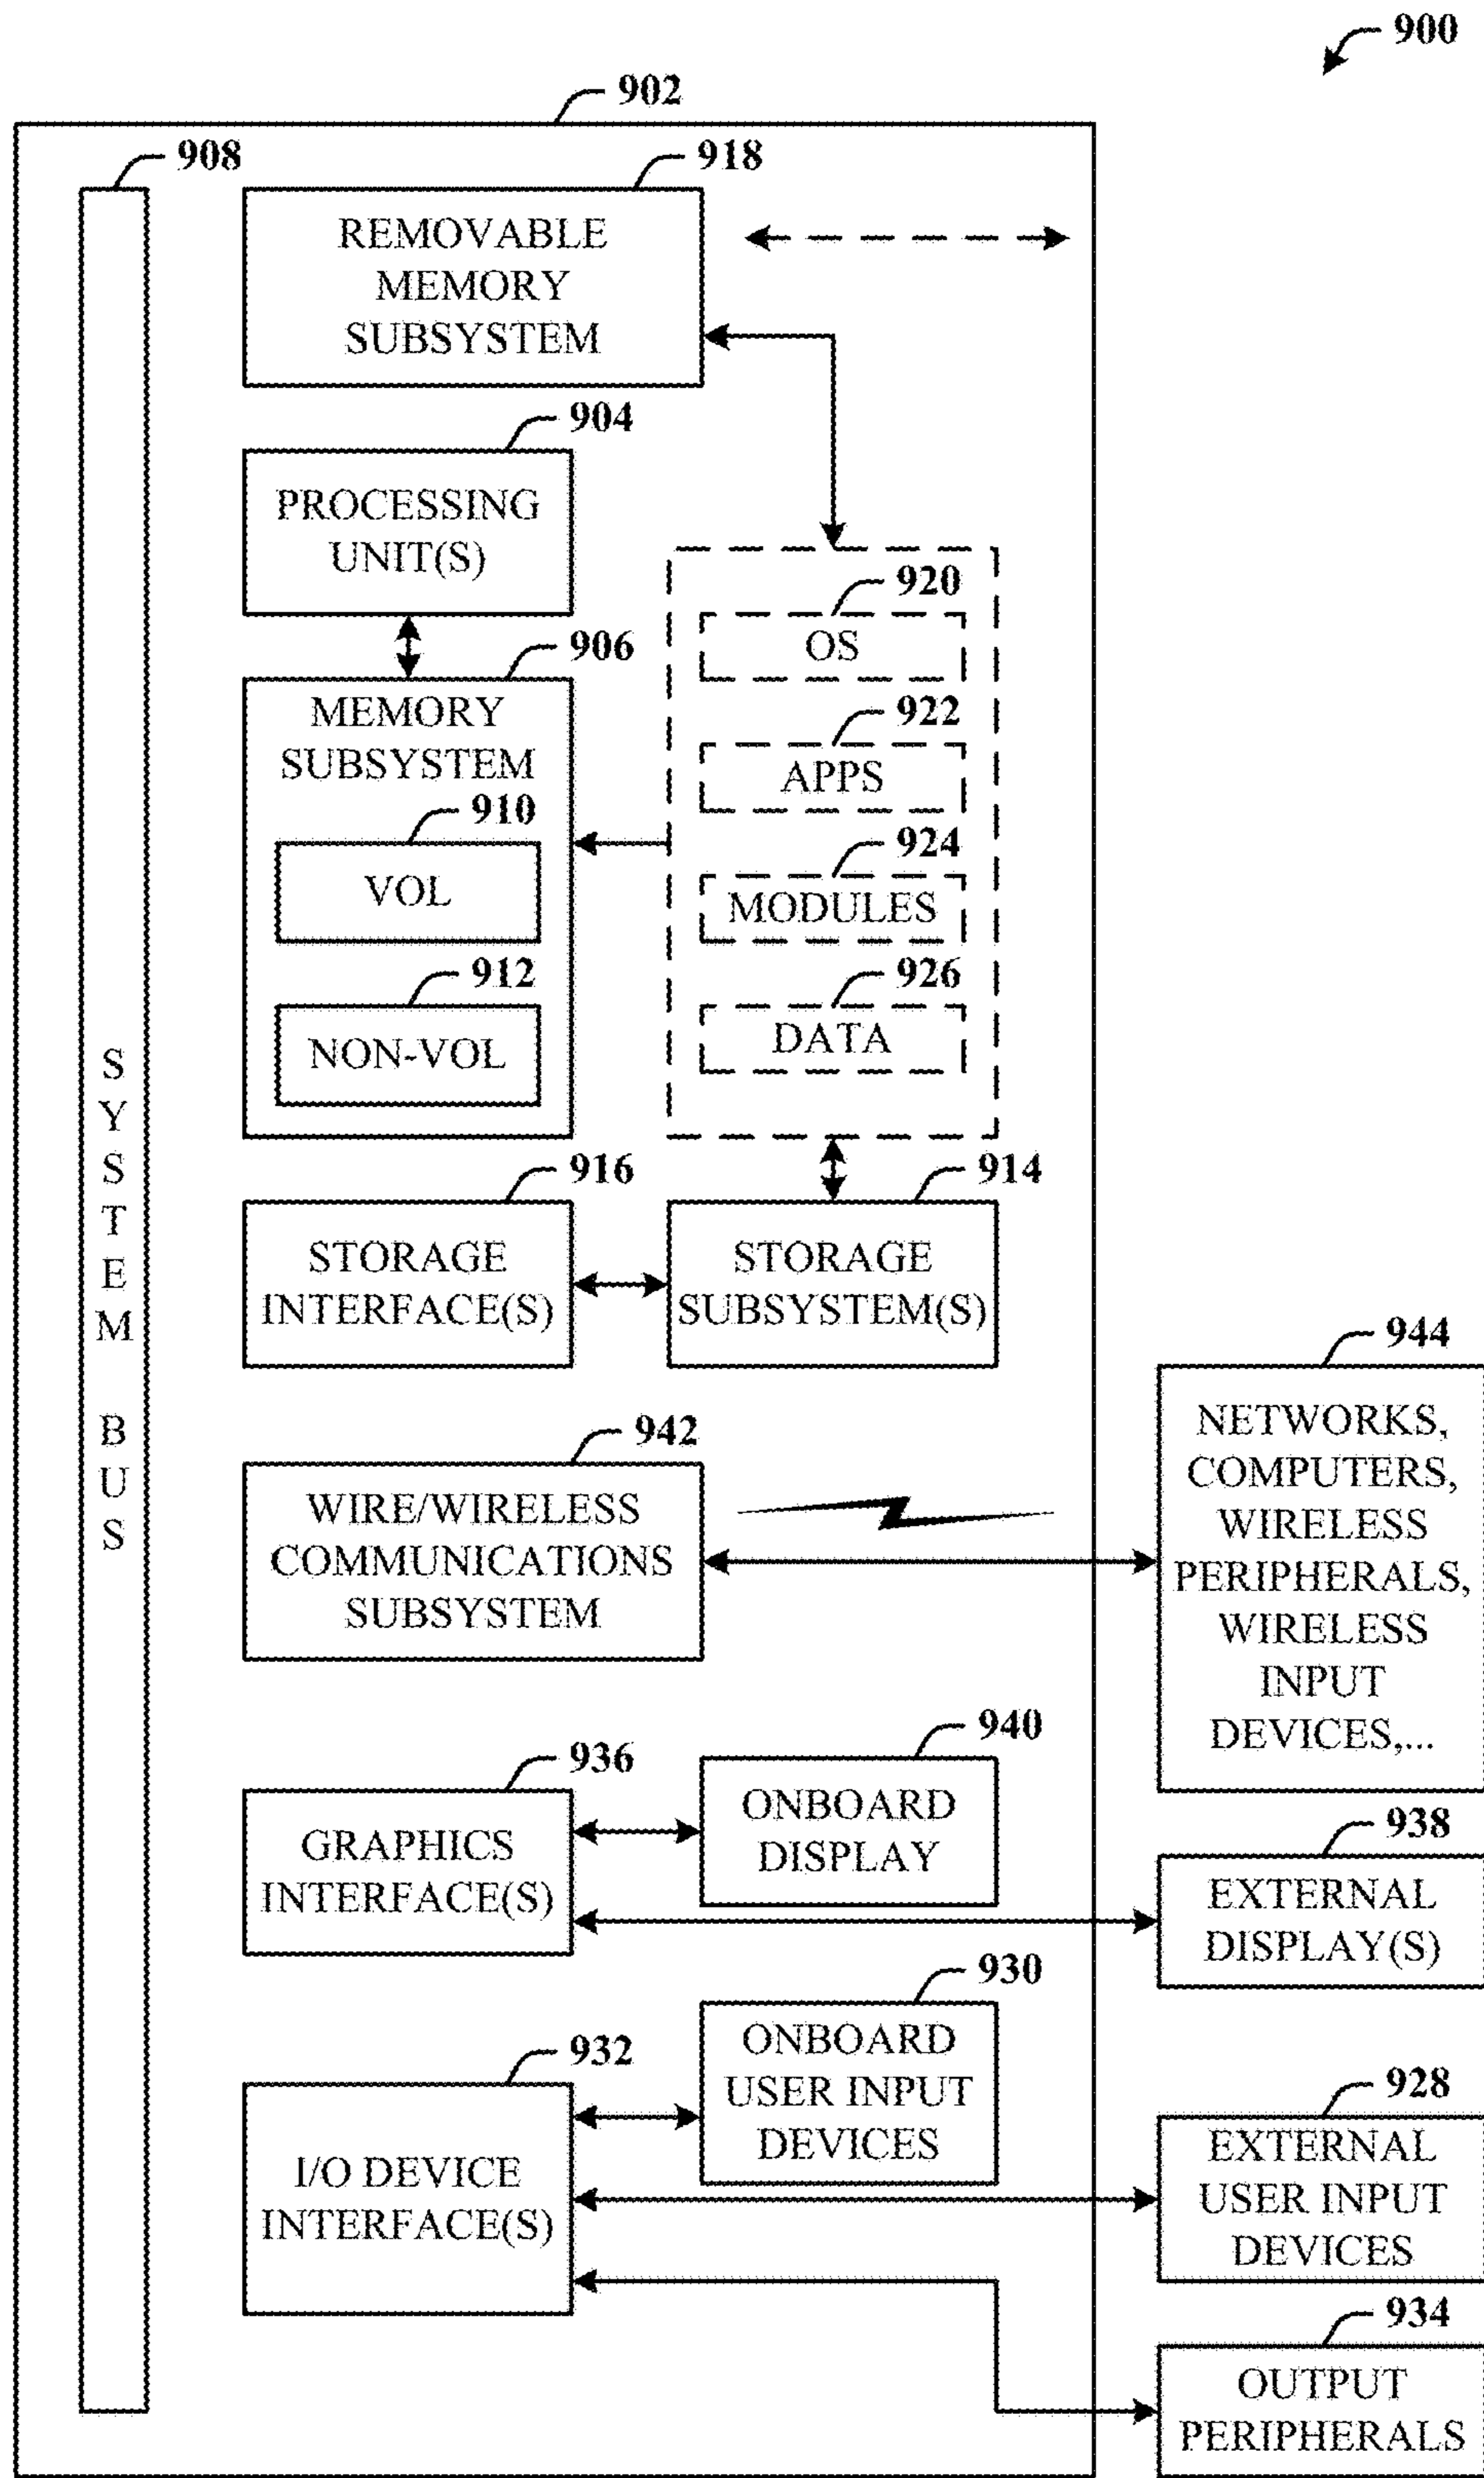 900
902
908
918
REMOVABLE
MEMORY
SUBSYSTEM
904
PROCESSING
UNIT(S)
906
MEMORY
SUBSYSTEM
910
VOL
912
NON-VOL
920
OS
922
APPS
924
MODULES
926
DATA
916
STORAGE
INTERFACE(S)
914
STORAGE
SUBSYSTEM(S)
SYSTEM BUS
942
WIRE/WIRELESS
COMMUNICATIONS
SUBSYSTEM
944
NETWORKS,
COMPUTERS,
WIRELESS
PERIPHERALS,
WIRELESS
INPUT
DEVICES,...
936
GRAPHICS
INTERFACE(S)
940
ONBOARD
DISPLAY
938
EXTERNAL
DISPLAY(S)
932
I/O DEVICE
INTERFACE(S)
930
ONBOARD
USER INPUT
DEVICES
928
EXTERNAL
USER INPUT
DEVICES
934
OUTPUT
PERIPHERALS